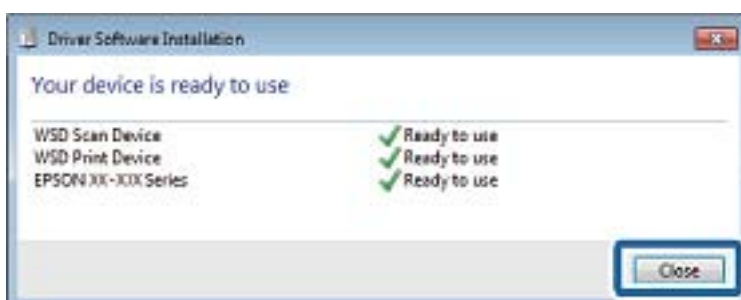 Driver Software Installation
Your device is ready to use
WSD Scan Device Ready to use
WSD Print Device Ready to use
EPSON XX-XXX Series Ready to use
Close